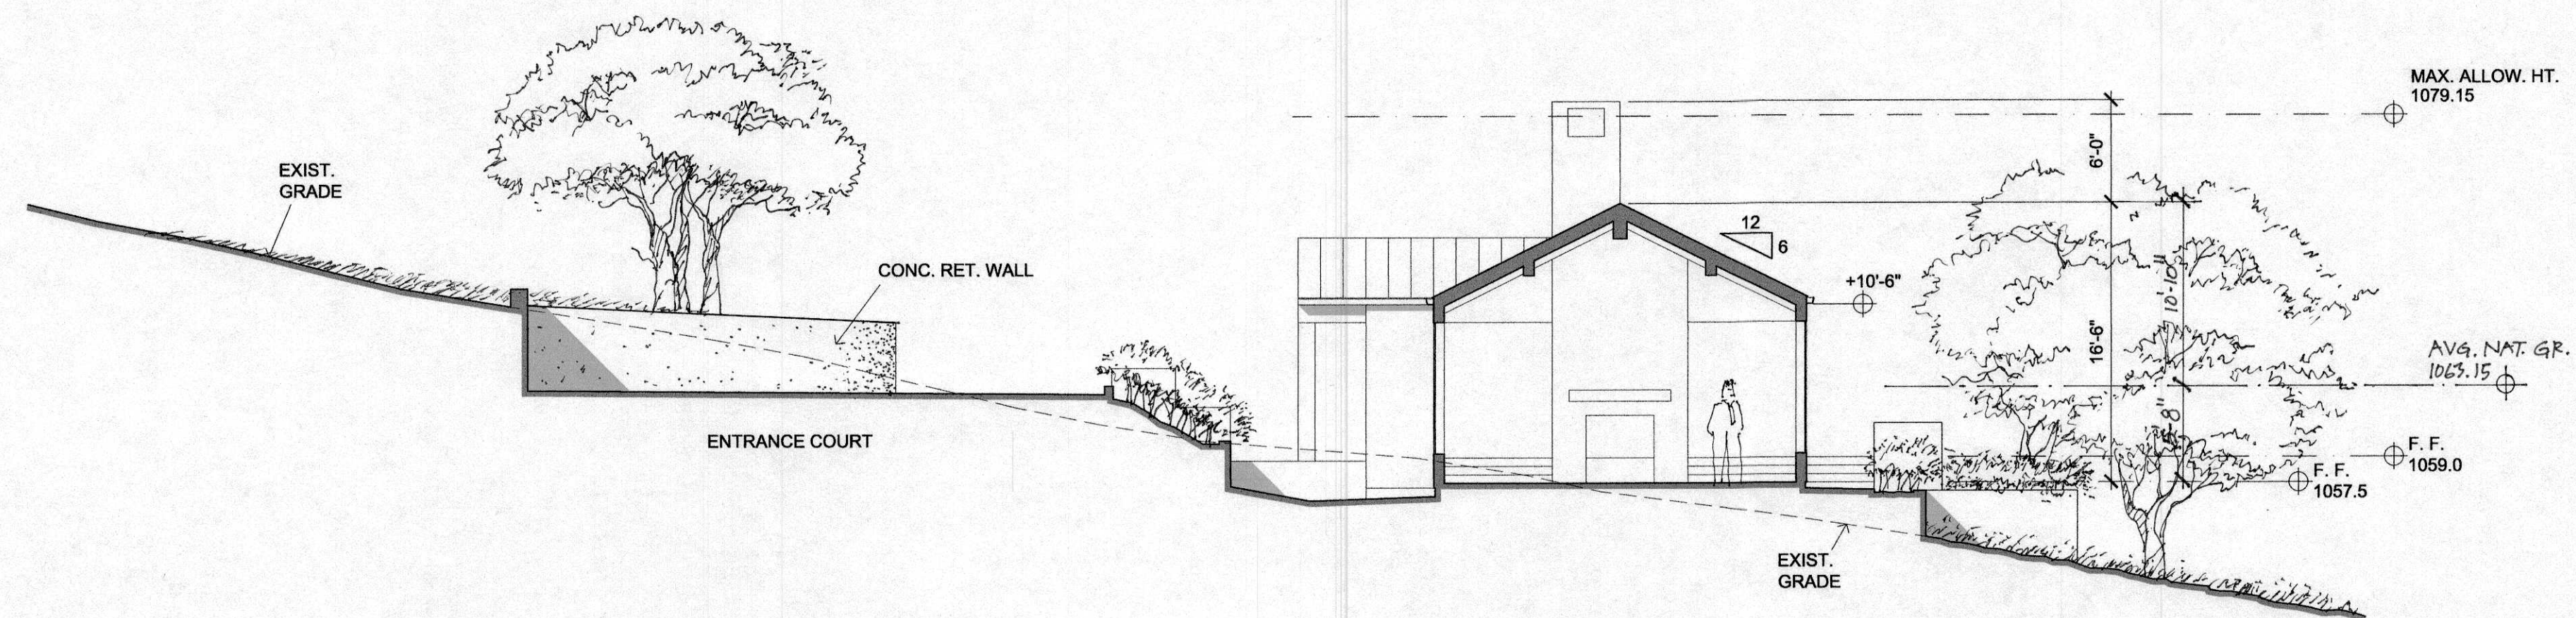 MAX. ALLOW. HT.
1079.15
6'-0"
EXIST.
GRADE
12
6
CONC. RET. WALL
+10'-6"
10'-10"
16'-6"
AVG. NAT. GR.
1063.15
ENTRANCE COURT
F. F.
1059.0
F. F.
1057.5
EXIST.
GRADE